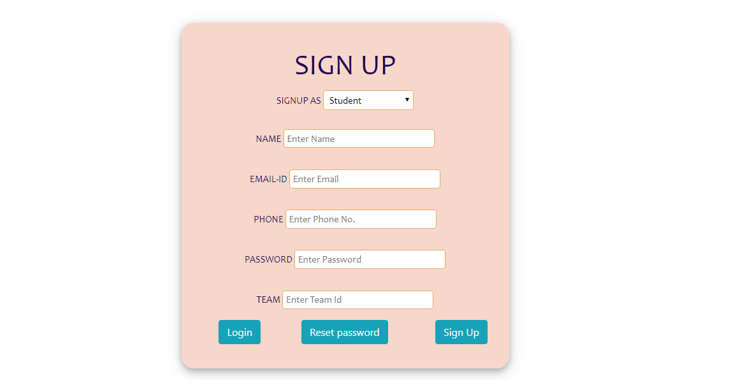 SIGN UP
SIGNUP AS Student
NAME Enter Name
EMAIL-ID Enter Email
PHONE Enter Phone No.
PASSWORD Enter Password
TEAM Enter Team Id
Login Reset password Sign Up